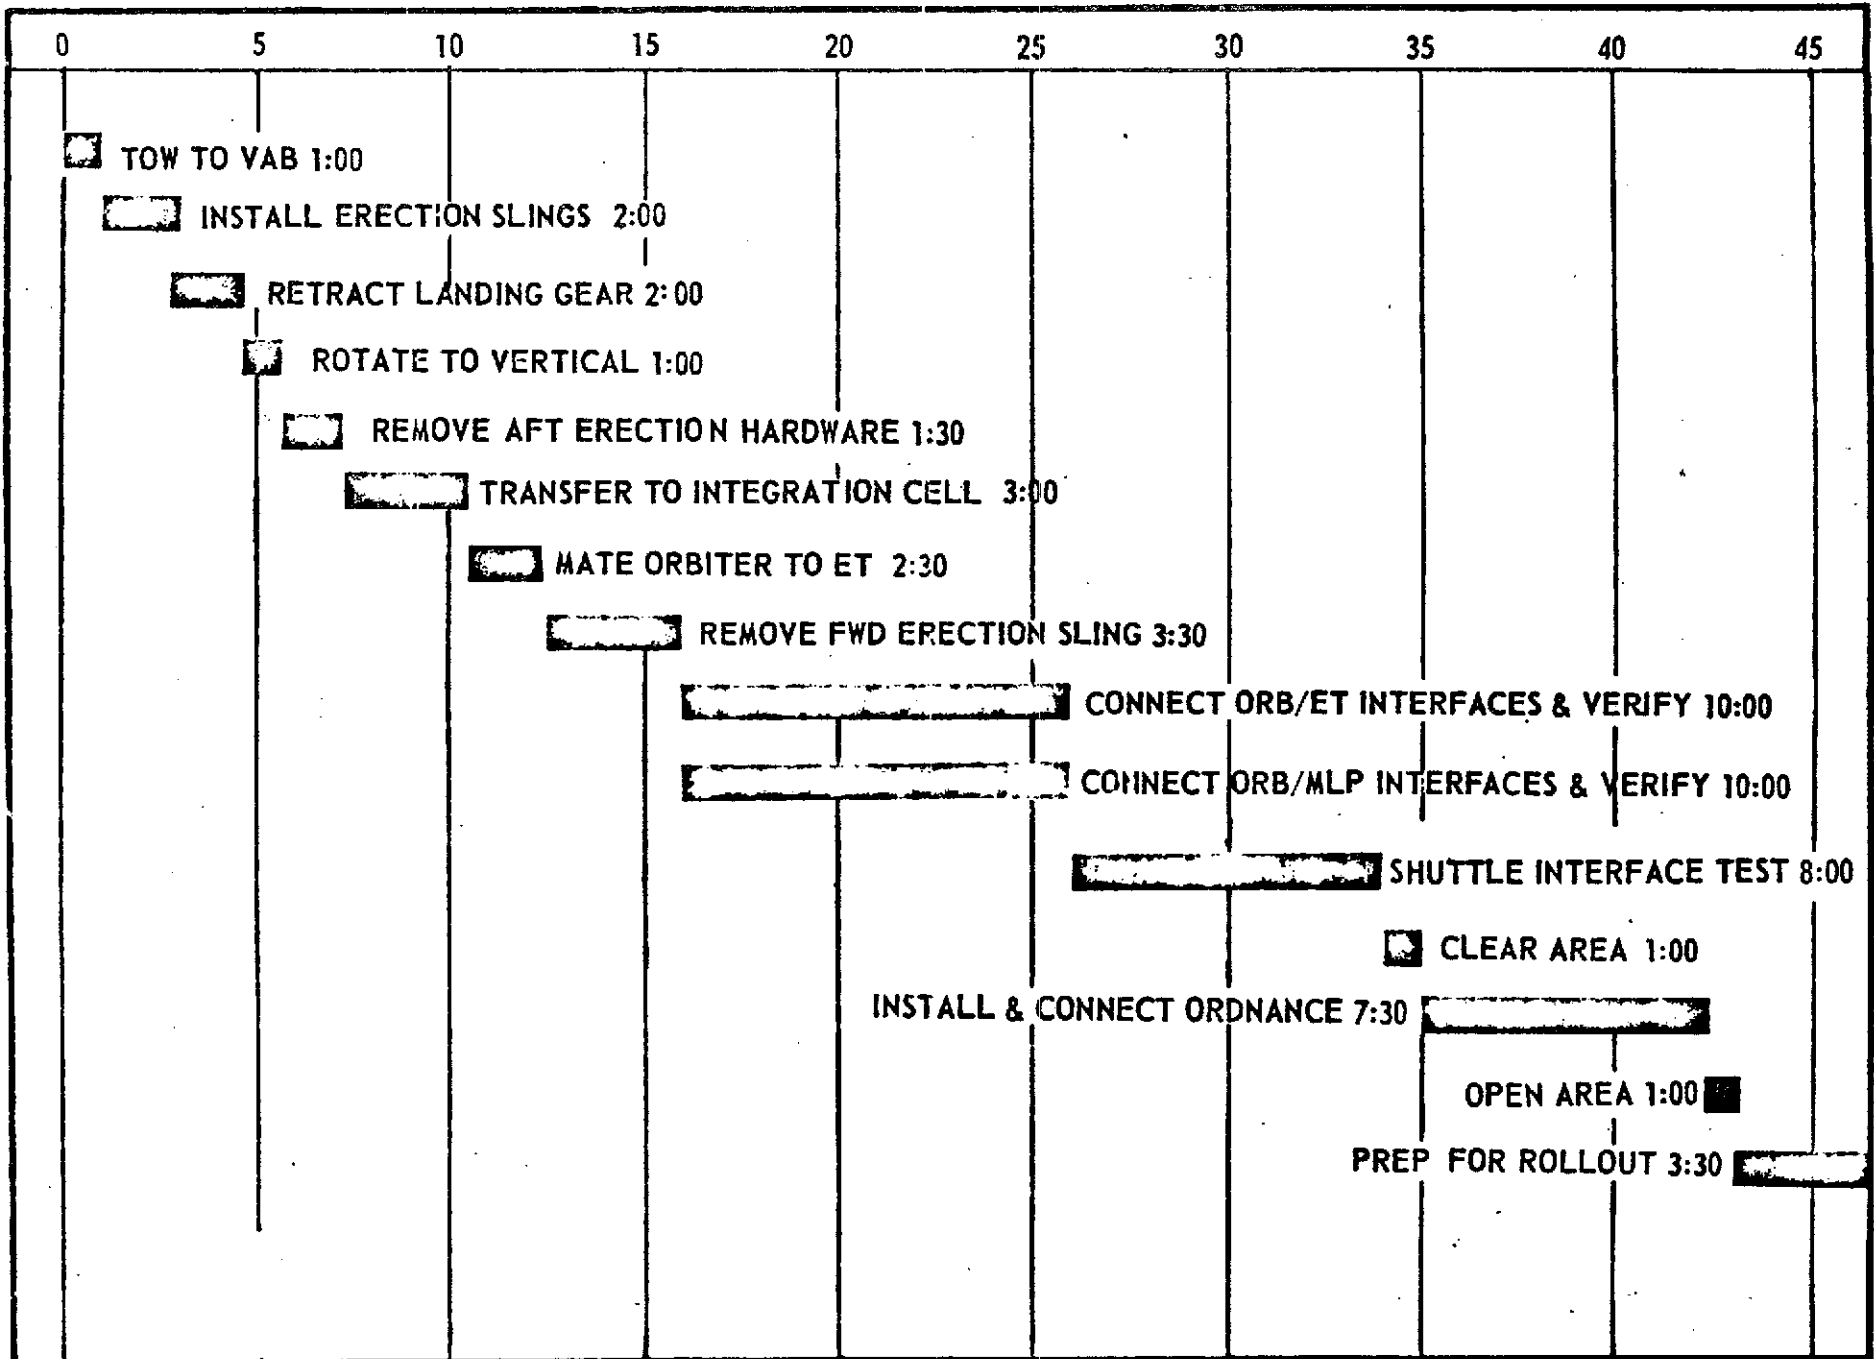 0 5 10 15 20 25 30 35 40 45
TOW TO VAB 1:00
INSTALL ERECTION SLINGS 2:00
RETRACT LANDING GEAR 2:00
ROTATE TO VERTICAL 1:00
REMOVE AFT ERECTION HARDWARE 1:30
TRANSFER TO INTEGRATION CELL 3:00
MATE ORBITER TO ET 2:30
REMOVE FWD ERECTION SLING 3:30
CONNECT ORB/ET INTERFACES & VERIFY 10:00
CONNECT ORB/MLP INTERFACES & VERIFY 10:00
SHUTTLE INTERFACE TEST 8:00
CLEAR AREA 1:00
INSTALL & CONNECT ORDNANCE 7:30
OPEN AREA 1:00
PREP FOR ROLLOUT 3:30